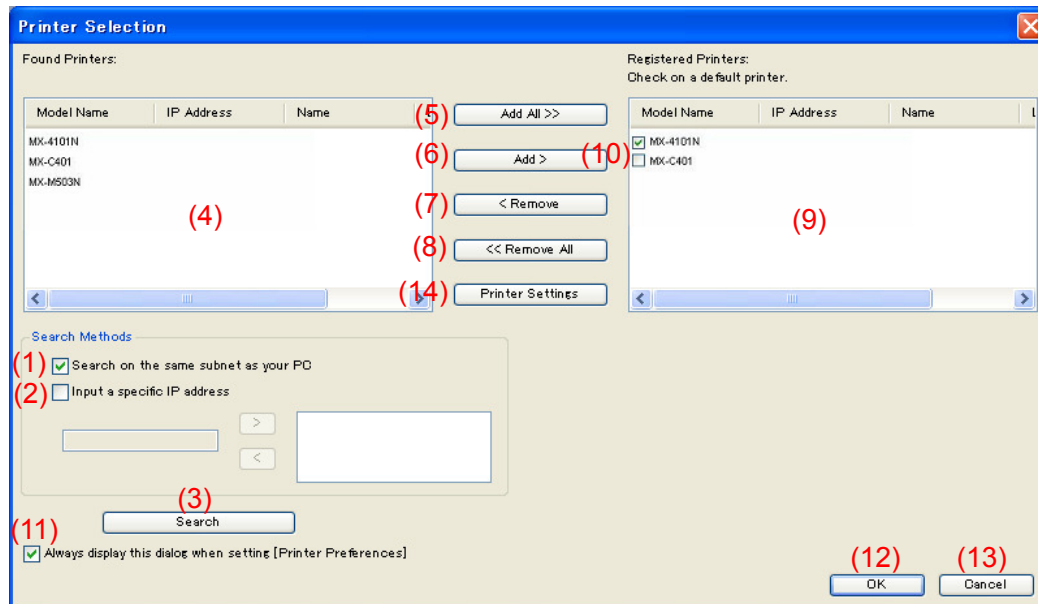 Printer Selection
Found Printers:
Registered Printers:
Check on a default printer.
Model Name IP Address Name
(5) Add All >>
Model Name IP Address Name L
MX-4101N
MX-C401
MX-M503N
(4)
(6) Add >
(7) < Remove
(8) << Remove All
(14) Printer Settings
MX-4101N
(10) MX-C401
(9)
Search Methods
(1) Search on the same subnet as your PC
(2) Input a specific IP address
>
<
(3)
Search
(11)
Always display this dialog when setting [Printer Preferences]
(12) (13)
OK Cancel